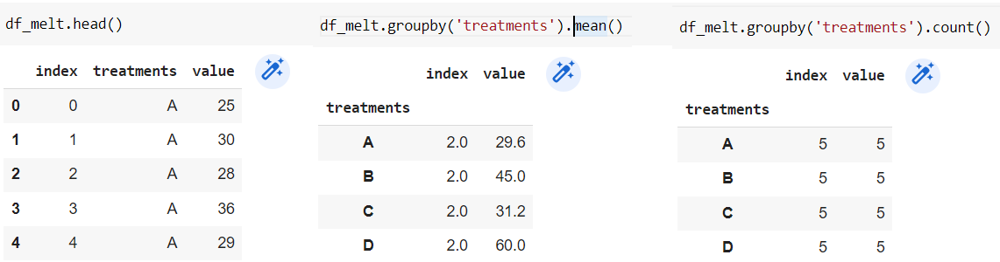 df_melt.head()
index treatments value
0 0 A 25
1 1 A 30
2 2 A 28
3 3 A 36
4 4 A 29
df_melt.groupby('treatments').mean()
index value
treatments
A 2.0 29.6
B 2.0 45.0
C 2.0 31.2
D 2.0 60.0
df_melt.groupby('treatments').count()
index value
treatments
A 5 5
B 5 5
C 5 5
D 5 5